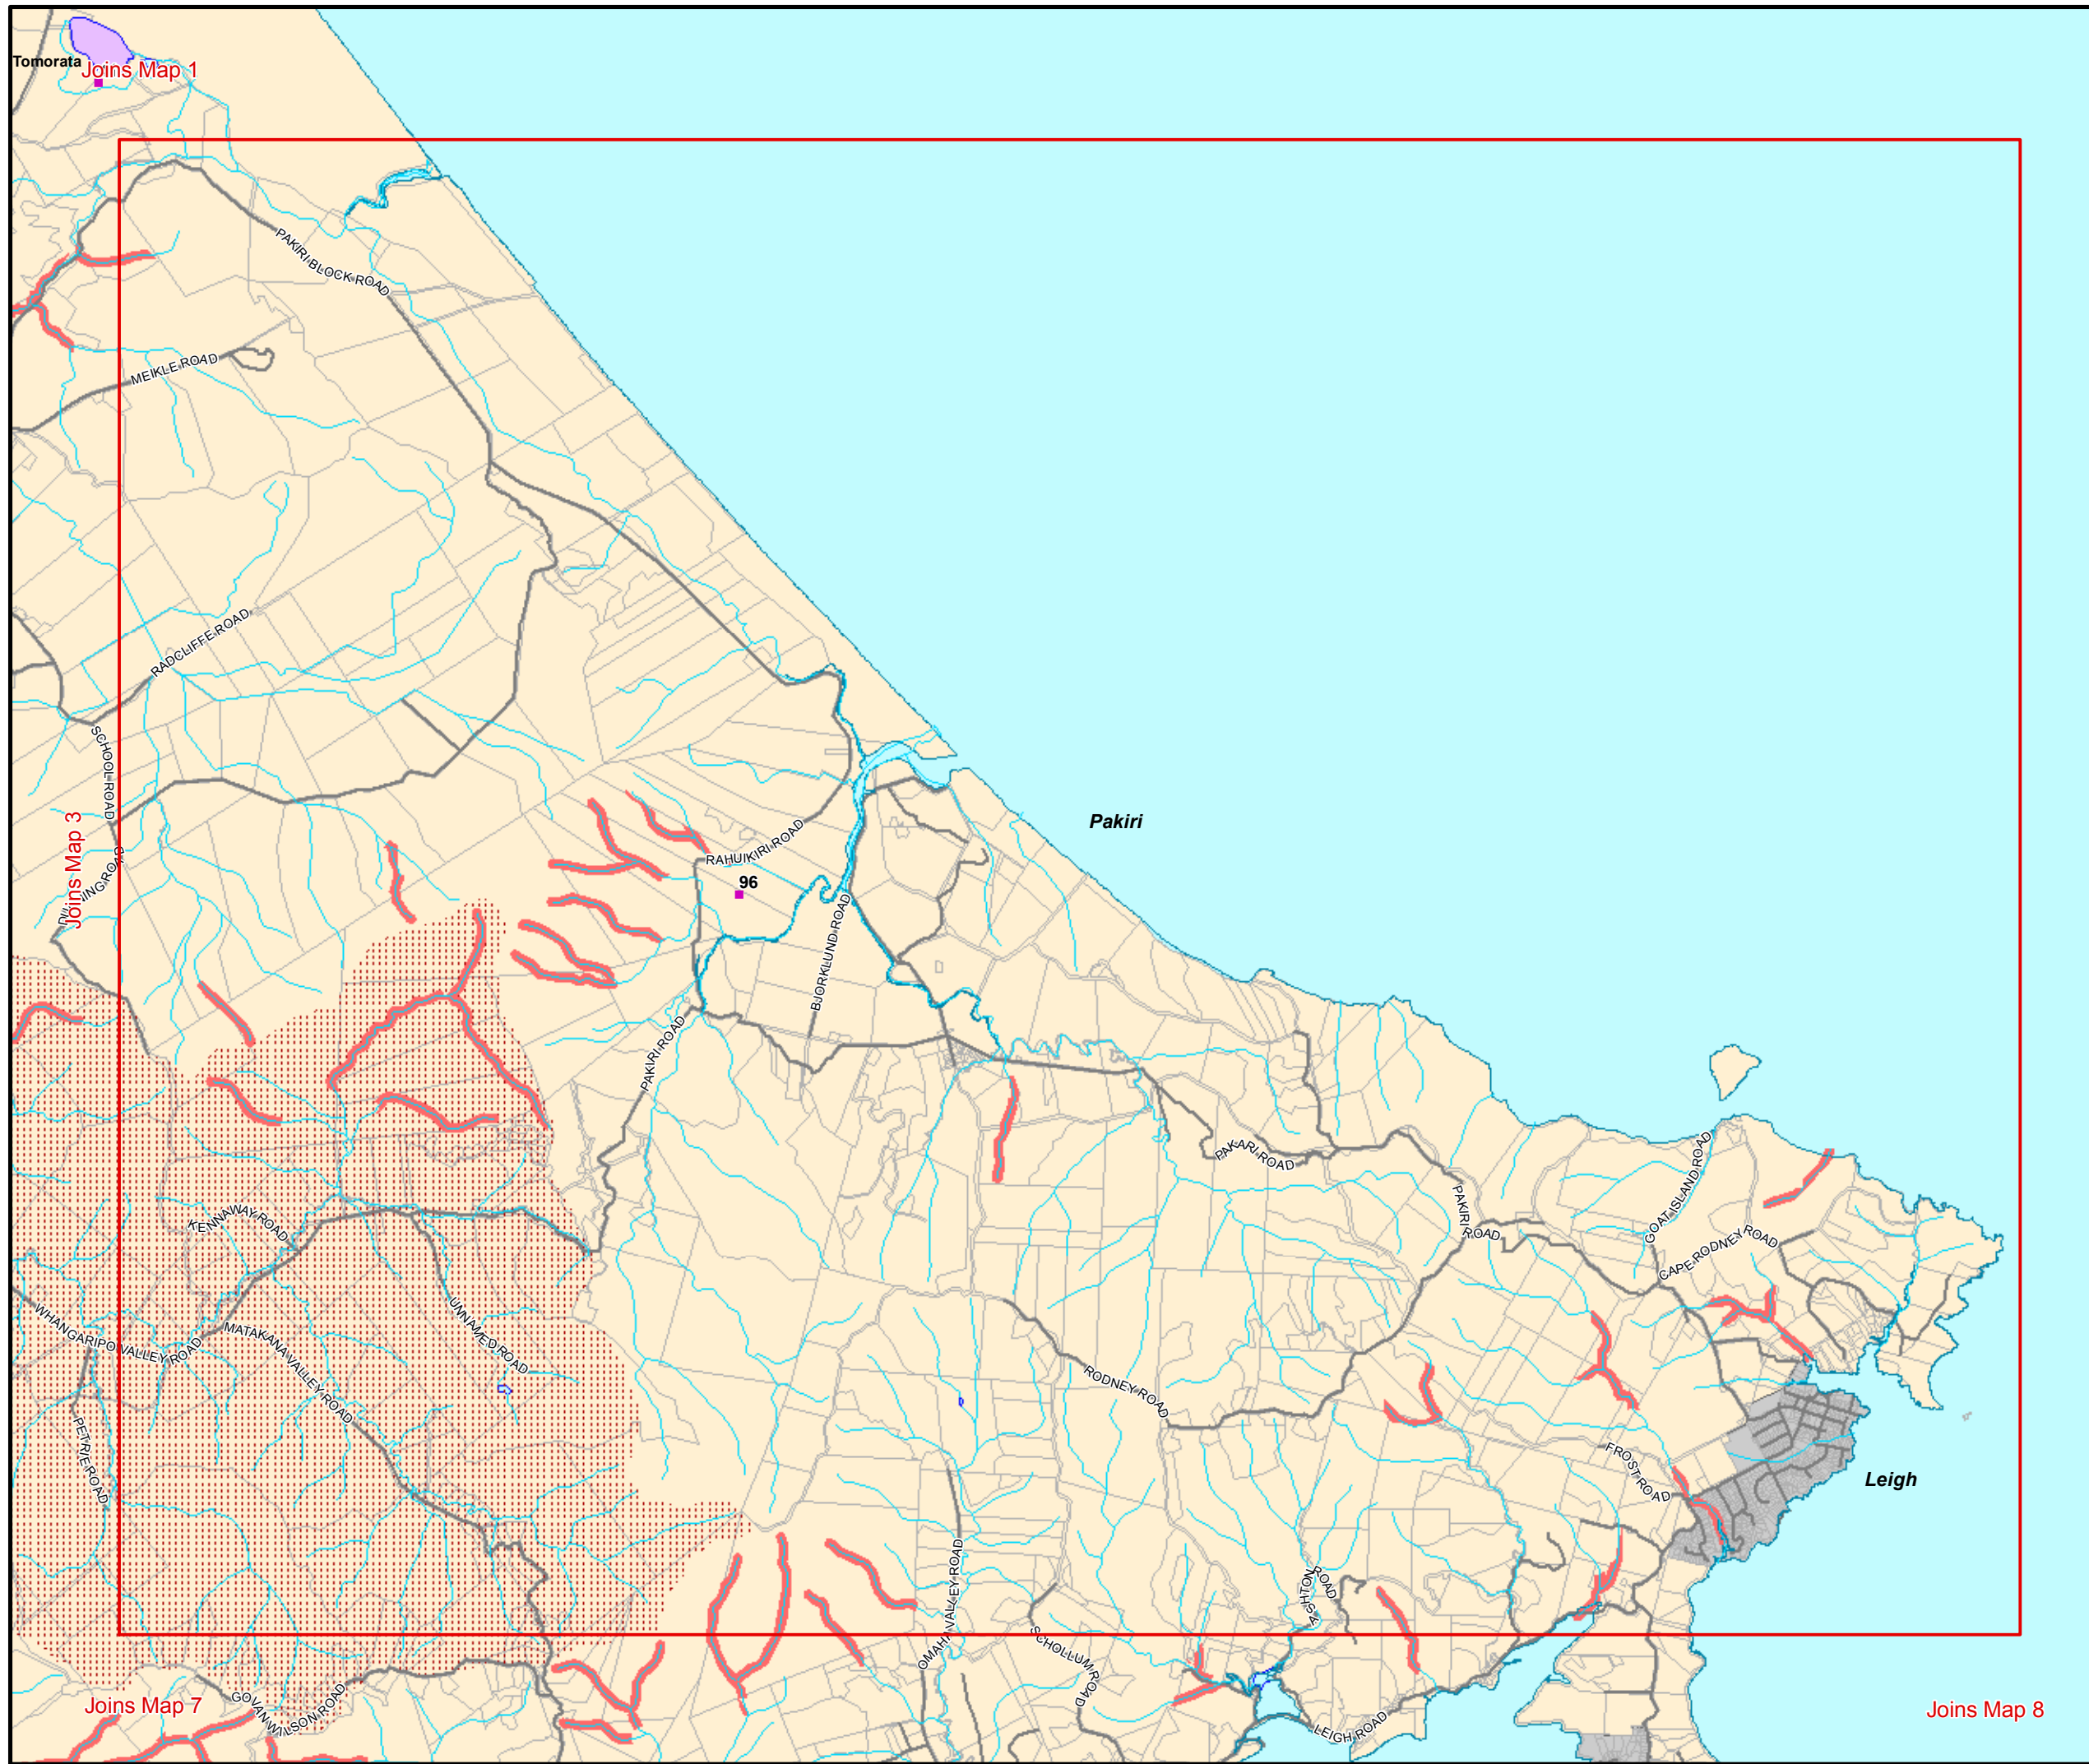 Tomorata
Joins Map 1
PAKIRI BLOCK ROAD
MEIKLE ROAD
RADCLIFFE ROAD
SCHOOL ROAD
Joins Map 3
RAHUIKIRI ROAD
96
Pakiri
BJORKLUND ROAD
PAKIRI ROAD
PAKARI ROAD
PAKIRI ROAD
ROAD
GOAT ISLAND ROAD
CAPE RODNEY ROAD
KENNAWAY ROAD
UNNAMED ROAD
WHANGARIPO VALLEY ROAD
MATAKANA VALLEY ROAD
PETRIE ROAD
RODNEY ROAD
FROST ROAD
Leigh
OMAHA VALLEY ROAD
ASHTON
ROAD
SCHOLLUM ROAD
GOVAN WILSON ROAD
LEIGH ROAD
Joins Map 7
Joins Map 8